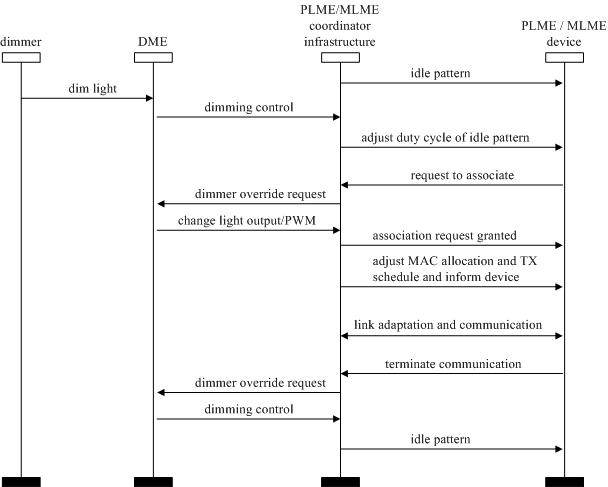 dimmer
DME
PLME/MLME
coordinator
infrastructure
PLME / MLME
device
idle pattern
dim light
dimming control
adjust duty cycle of idle pattern
request to associate
dimmer override request
change light output/PWM
association request granted
adjust MAC allocation and TX
schedule and inform device
link adaptation and communication
terminate communication
dimmer override request
dimming control
idle pattern